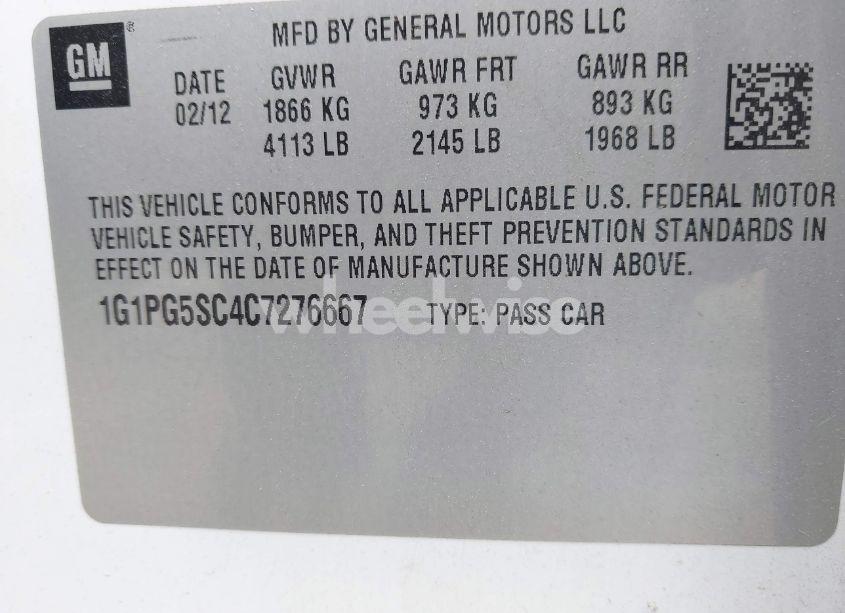 GM ®
MFD BY GENERAL MOTORS LLC
DATE GVWR GAWR FRT GAWR RR
02/12 1866 KG 973 KG 893 KG
4113 LB 2145 LB 1968 LB
THIS VEHICLE CONFORMS TO ALL APPLICABLE U.S. FEDERAL MOTOR
VEHICLE SAFETY, BUMPER, AND THEFT PREVENTION STANDARDS IN
EFFECT ON THE DATE OF MANUFACTURE SHOWN ABOVE.
1G1PG5SC4C7276667 TYPE: PASS CAR
wheelwise